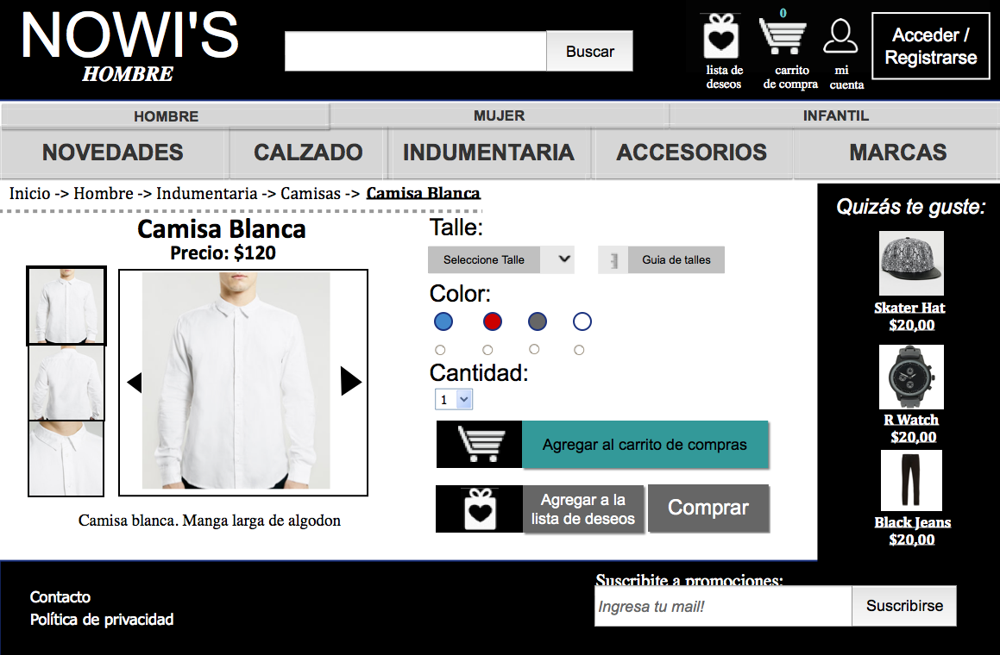 NOWI'S
HOMBRE
Buscar
lista de
deseos
0
carrito
de compra
mi
cuenta
Acceder /
Registrarse
HOMBRE
MUJER
INFANTIL
NOVEDADES
CALZADO
INDUMENTARIA
ACCESORIOS
MARCAS
Inicio -> Hombre -> Indumentaria -> Camisas -> Camisa Blanca
Camisa Blanca
Precio: $120
Camisa blanca. Manga larga de algodon
Talle:
Seleccione Talle
Guia de talles
Color:
Cantidad:
1
Agregar al carrito de compras
Agregar a la
lista de deseos
Comprar
Quizás te guste:
Skater Hat
$20,00
R Watch
$20,00
Black Jeans
$20,00
Contacto
Política de privacidad
Suscribite a promociones:
Ingresa tu mail!
Suscribirse